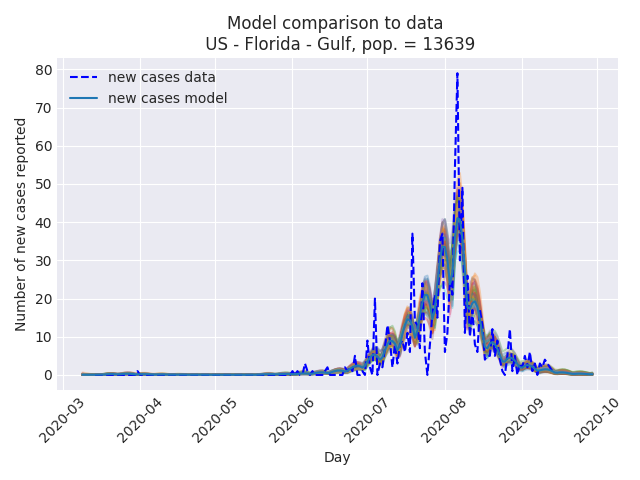 Model comparison to data
US - Florida - Gulf, pop. = 13639
new cases data
new cases model
Number of new cases reported
80
70
60
50
40
30
20
10
0
2020-03
2020-04
2020-05
2020-06
2020-07
2020-08
2020-09
2020-10
Day